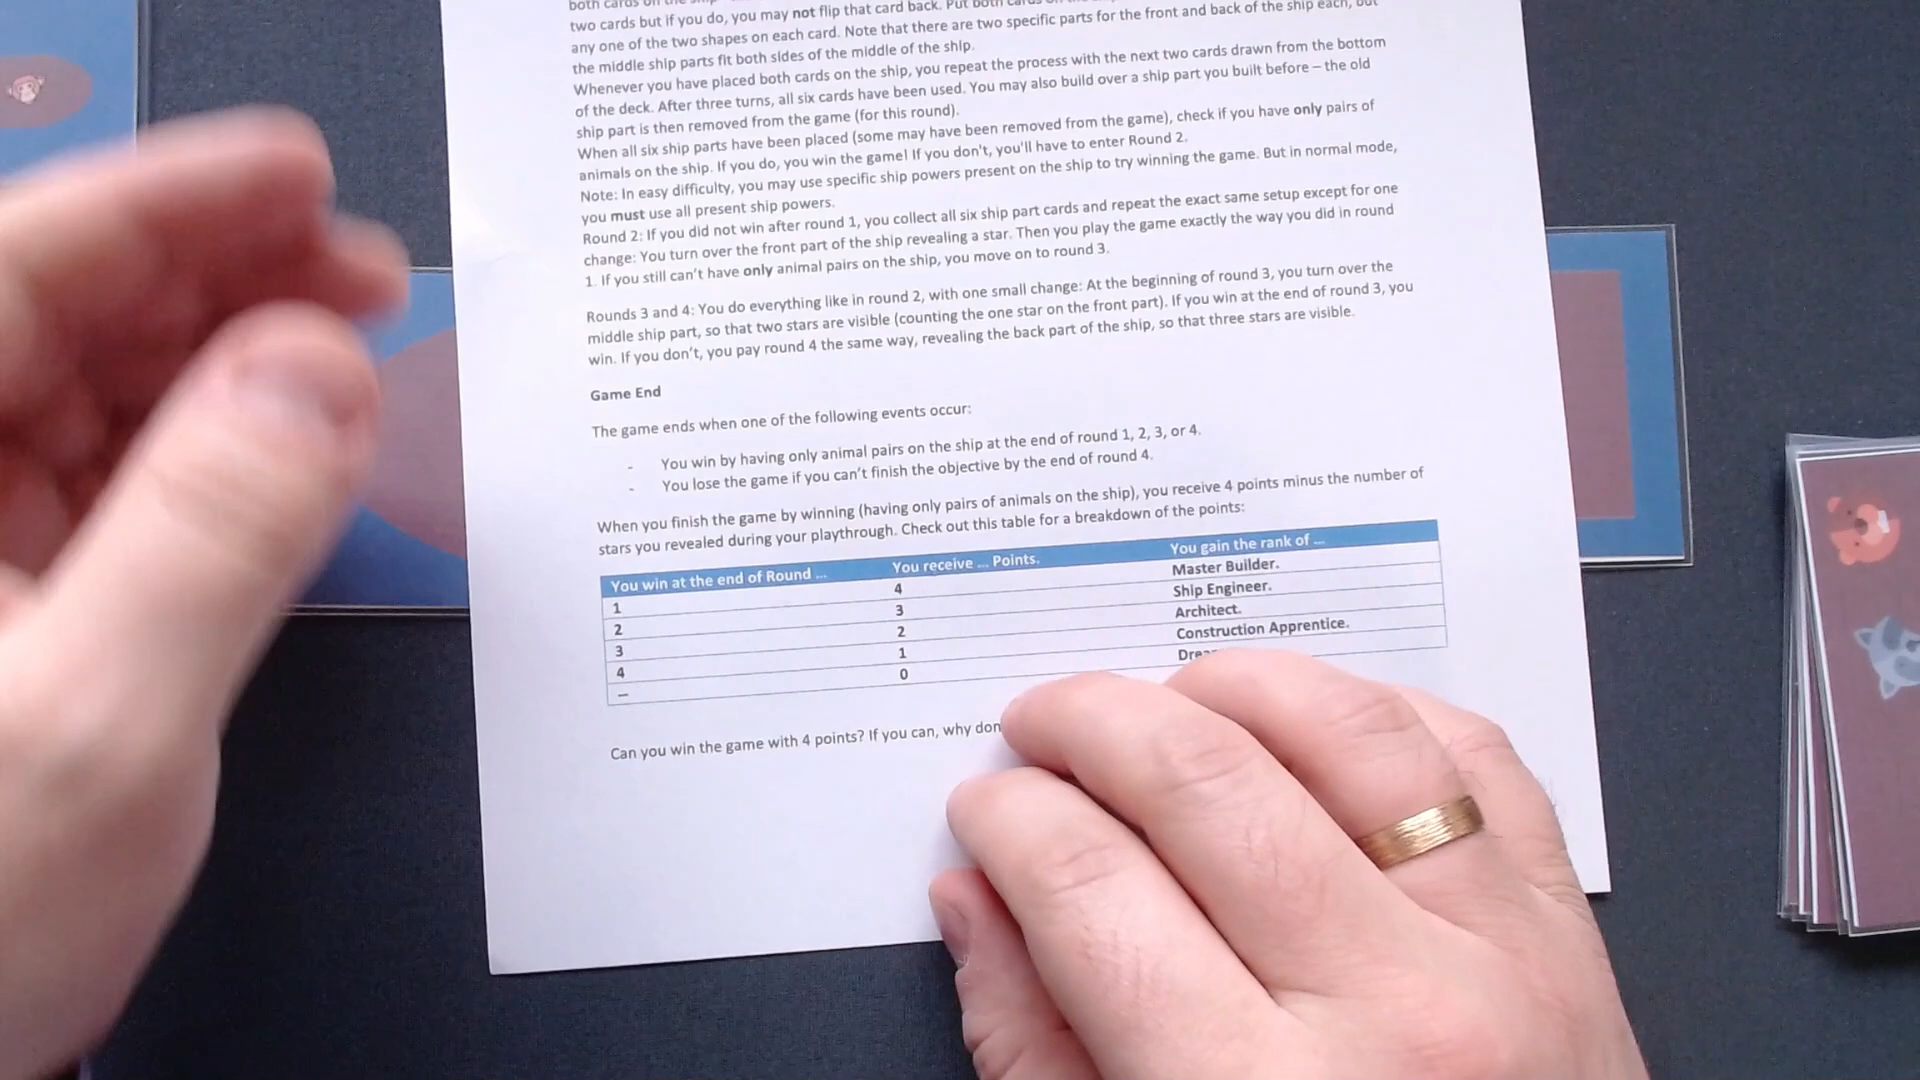 both cards on the ship
two cards but if you do, you may not flip that card back. Put both cards on
any one of the two shapes on each card. Note that there are two specific parts for the front and back of the ship each, but
the middle ship parts fit both sides of the middle of the ship.
Whenever you have placed both cards on the ship, you repeat the process with the next two cards drawn from the bottom
of the deck. After three turns, all six cards have been used. You may also build over a ship part you built before – the old
ship part is then removed from the game (for this round).
When all six ship parts have been placed (some may have been removed from the game), check if you have only pairs of
animals on the ship. If you do, you win the game! If you don't, you'll have to enter Round 2.
Note: In easy difficulty, you may use specific ship powers present on the ship to try winning the game. But in normal mode,
you must use all present ship powers.
Round 2: If you did not win after round 1, you collect all six ship part cards and repeat the exact same setup except for one
change: You turn over the front part of the ship revealing a star. Then you play the game exactly the way you did in round
1. If you still can't have only animal pairs on the ship, you move on to round 3.
Rounds 3 and 4: You do everything like in round 2, with one small change: At the beginning of round 3, you turn over the
middle ship part, so that two stars are visible (counting the one star on the front part). If you win at the end of round 3, you
win. If you don't, you pay round 4 the same way, revealing the back part of the ship, so that three stars are visible.
Game End
The game ends when one of the following events occur:
- You win by having only animal pairs on the ship at the end of round 1, 2, 3, or 4.
- You lose the game if you can't finish the objective by the end of round 4.
When you finish the game by winning (having only pairs of animals on the ship), you receive 4 points minus the number of
stars you revealed during your playthrough. Check out this table for a breakdown of the points:
You win at the end of Round ... You receive ... Points. You gain the rank of ...
1 4 Master Builder.
2 3 Ship Engineer.
3 2 Architect.
4 1 Construction Apprentice.
– 0
Can you win the game with 4 points? If you can, why don